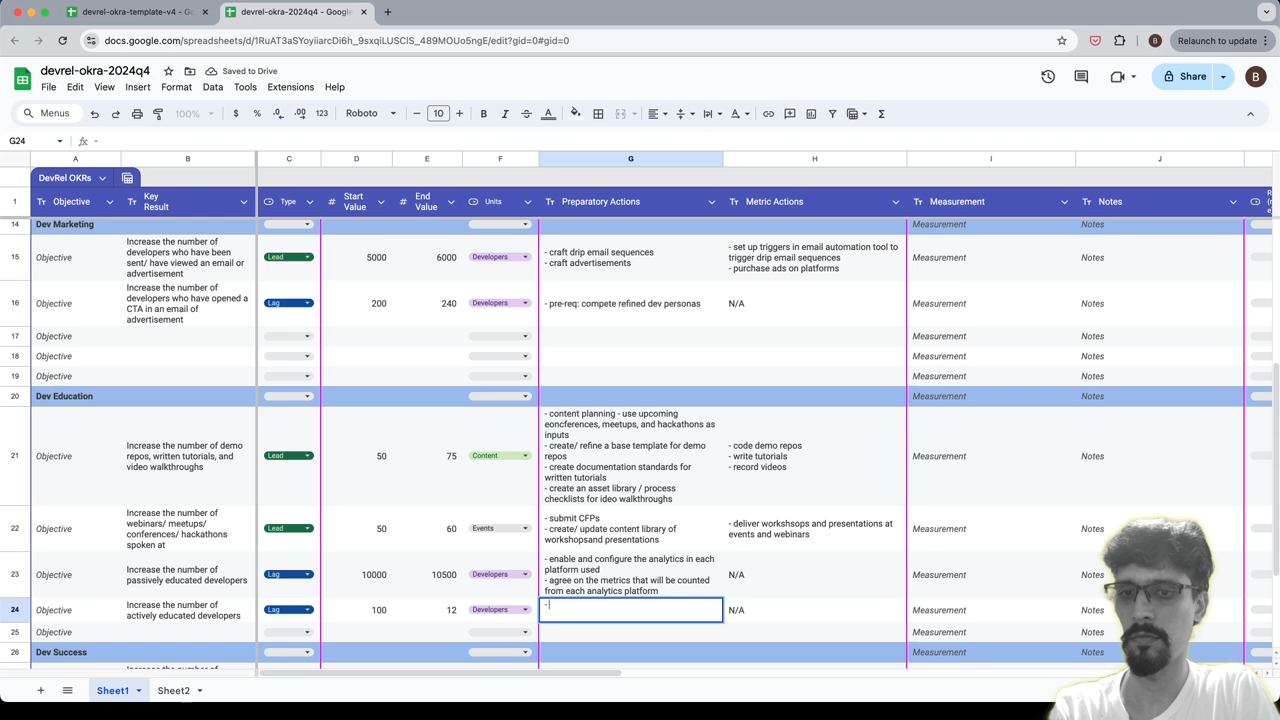 devrel-okra-template-v4 - Go
devrel-okra-2024q4 - Google
docs.google.com/spreadsheets/d/1RuAT3aSYoyiiarcDi6h_9sxqiLUSClS_489MOUo5ngE/edit?gid=0#gid=0
B
Relaunch to update
devrel-okra-2024q4
Saved to Drive
File Edit View Insert Format Data Tools Extensions Help
Share
B
Menus
100%
$ % .0 .00 123
Roboto
10
B I A
G24
fx -
A B C D E F G H I J
DevRel OKRs
1 Objective
Key
Result
Type
Start
Value
End
Value
Units
Preparatory Actions
Metric Actions
Measurement
Notes
14 Dev Marketing Measurement Notes
15 Objective
Increase the number of
developers who have been
sent/ have viewed an email or
advertisement
Lead 5000 6000 Developers
- craft drip email sequences
- craft advertisements
- set up triggers in email automation tool to
trigger drip email sequences
- purchase ads on platforms
Measurement Notes
16 Objective
Increase the number of
developers who have opened a
CTA in an email of
advertisement
Lag 200 240 Developers
- pre-req: compete refined dev personas
N/A
Measurement Notes
17 Objective Measurement Notes
18 Objective Measurement Notes
19 Objective Measurement Notes
20 Dev Education Measurement Notes
21 Objective
Increase the number of demo
repos, written tutorials, and
video walkthroughs
Lead 50 75 Content
- content planning - use upcoming
eoncferences, meetups, and hackathons as
inputs
- create/ refine a base template for demo
repos
- create documentation standards for
written tutorials
- create an asset library / process
checklists for ideo walkthroughs
- code demo repos
- write tutorials
- record videos
Measurement Notes
22 Objective
Increase the number of
webinars/ meetups/
conferences/ hackathons
spoken at
Lead 50 60 Events
- submit CFPs
- create/ update content library of
workshopsand presentations
- deliver workshsops and presentations at
events and webinars
Measurement Notes
23 Objective
Increase the number of
passively educated developers
Lag 10000 10500 Developers
- enable and configure the analytics in each
platform used
- agree on the metrics that will be counted
from each analytics platform
N/A
Measurement
24 Objective
Increase the number of
actively educated developers
Lag 100 12 Developers
-
N/A
Measurement
25 Objective Measurement
26 Dev Success Measurement
Sheet1
Sheet2